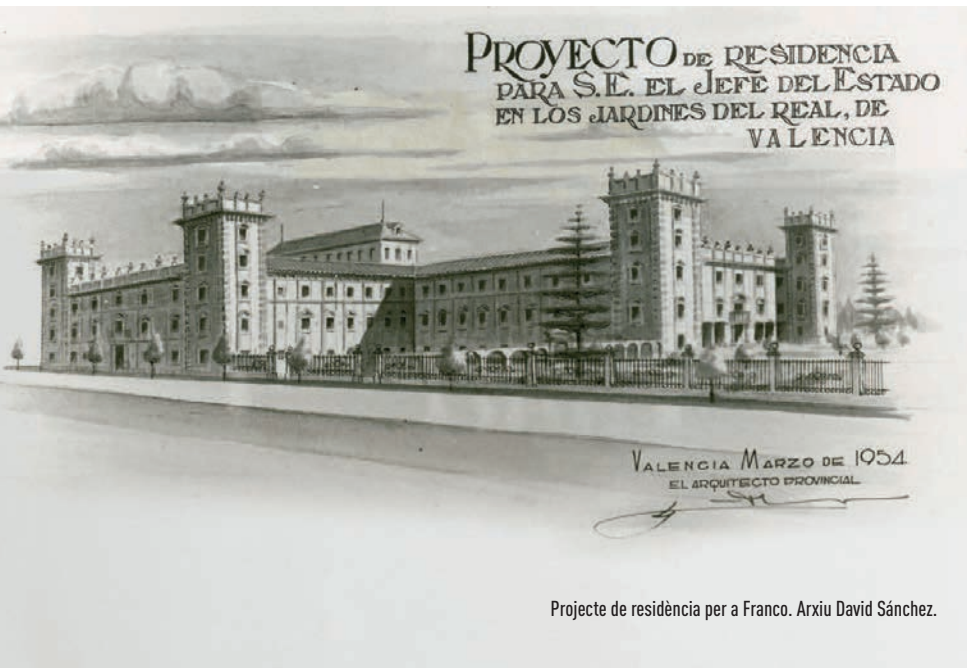 PROYECTO DE RESIDENCIA
PARA S.E. EL JEFE DEL ESTADO
EN LOS JARDINES DEL REAL, DE
VALENCIA
VALENCIA MARZO DE 1954
EL ARQUITECTO PROVINCIAL
Projecte de residència per a Franco. Arxiu David Sánchez.